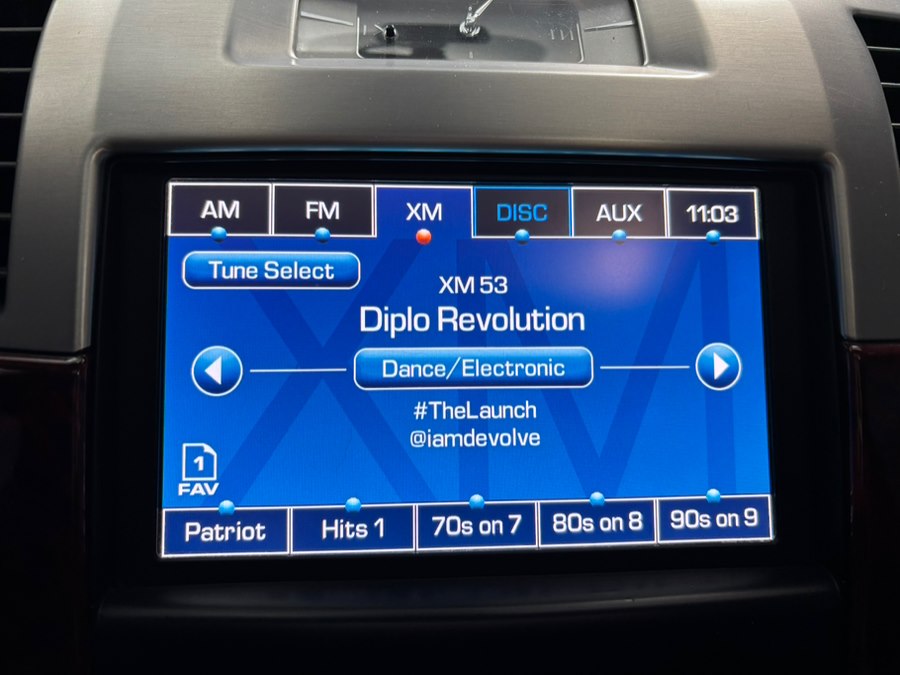 AM FM XM DISC AUX 11:03
Tune Select
XM 53
Diplo Revolution
Dance/Electronic
#TheLaunch
@iamdevolve
1
FAV
Patriot Hits 1 70s on 7 80s on 8 90s on 9
XM